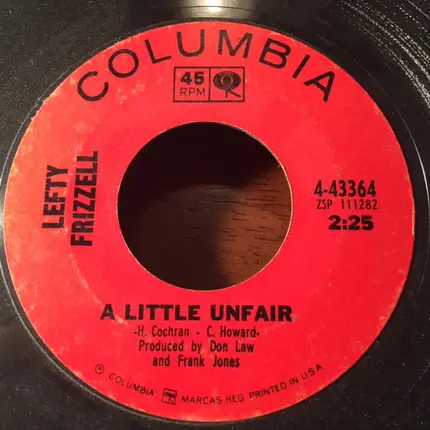 COLUMBIA
45
RPM
LEFTY
FRIZZELL
4-43364
ZSP 111282
2:25
A LITTLE UNFAIR
-H. Cochran - C. Howard-
Produced by Don Law
and Frank Jones
© COLUMBIA MARCAS REG. PRINTED IN U.S.A.